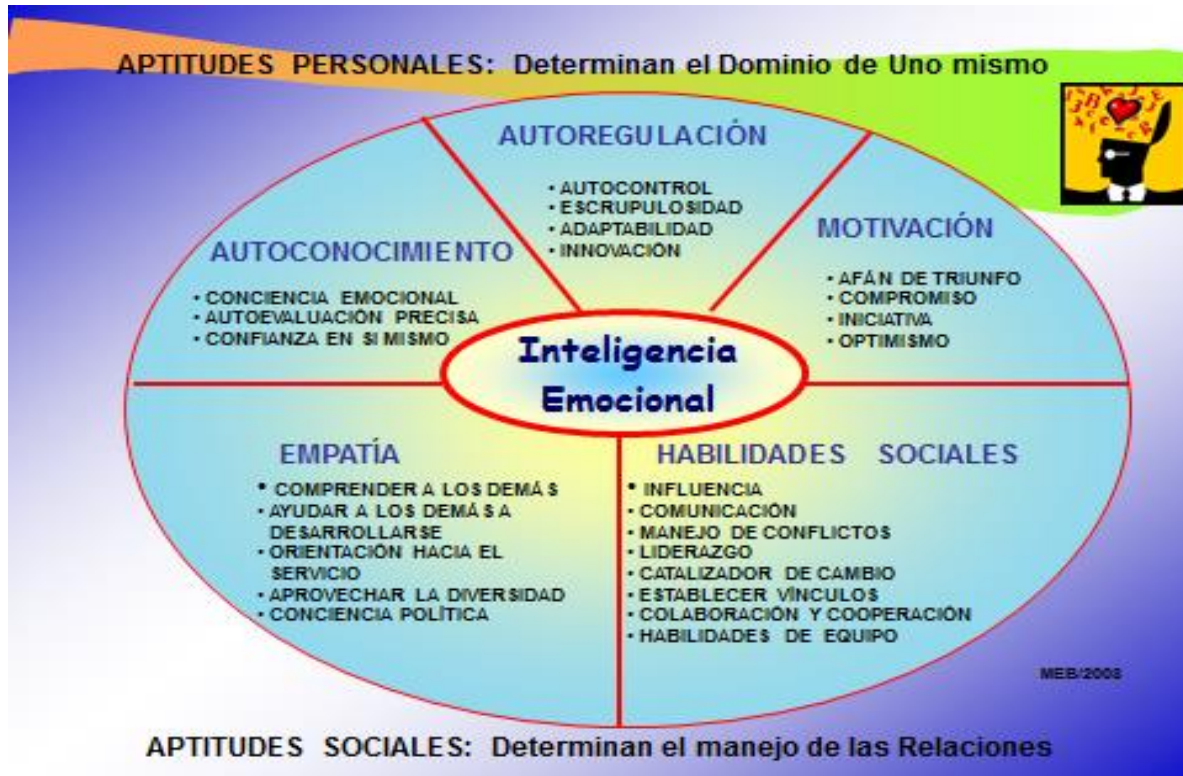 APTITUDES PERSONALES: Determinan el Dominio de Uno mismo
AUTOREGULACIÓN
• AUTOCONTROL
• ESCRUPULOSIDAD
• ADAPTABILIDAD
• INNOVACIÓN
AUTOCONOCIMIENTO
• CONCIENCIA EMOCIONAL
• AUTOEVALUACIÓN PRECISA
• CONFIANZA EN SI MISMO
MOTIVACIÓN
• AFÁN DE TRIUNFO
• COMPROMISO
• INICIATIVA
• OPTIMISMO
Inteligencia
Emocional
EMPATÍA
• COMPRENDER A LOS DEMÁS
• AYUDAR A LOS DEMÁS A
DESARROLLARSE
• ORIENTACIÓN HACIA EL
SERVICIO
• APROVECHAR LA DIVERSIDAD
• CONCIENCIA POLÍTICA
HABILIDADES SOCIALES
• INFLUENCIA
• COMUNICACIÓN
• MANEJO DE CONFLICTOS
• LIDERAZGO
• CATALIZADOR DE CAMBIO
• ESTABLECER VÍNCULOS
• COLABORACIÓN Y COOPERACIÓN
• HABILIDADES DE EQUIPO
MEB/2008
APTITUDES SOCIALES: Determinan el manejo de las Relaciones